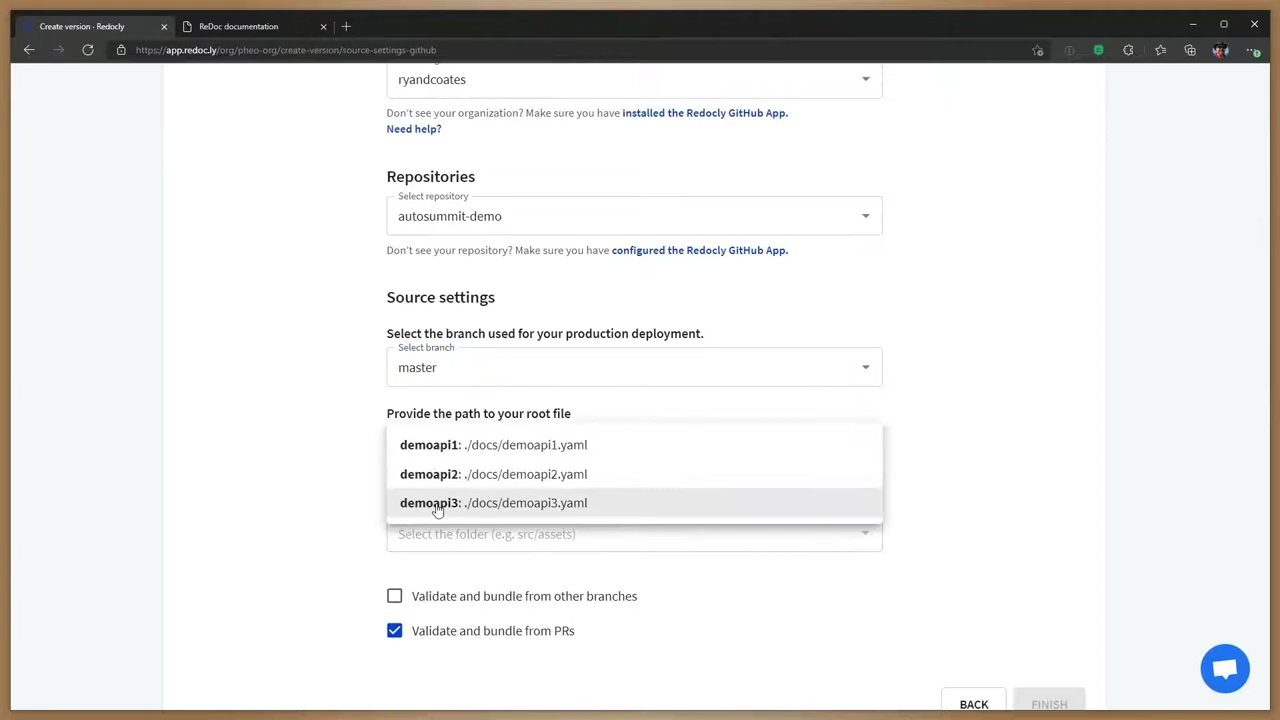 Create version - Redocly
ReDoc documentation
https://app.redoc.ly/org/pheo-org/create-version/source-settings-github
ryandcoates
Don't see your organization? Make sure you have installed the Redocly GitHub App.
Need help?
Repositories
Select repository
autosummit-demo
Don't see your repository? Make sure you have configured the Redocly GitHub App.
Source settings
Select the branch used for your production deployment.
Select branch
master
Provide the path to your root file
demoapi1: ./docs/demoapi1.yaml
demoapi2: ./docs/demoapi2.yaml
demoapi3: ./docs/demoapi3.yaml
Select the folder (e.g. src/assets)
Validate and bundle from other branches
Validate and bundle from PRs
BACK
FINISH